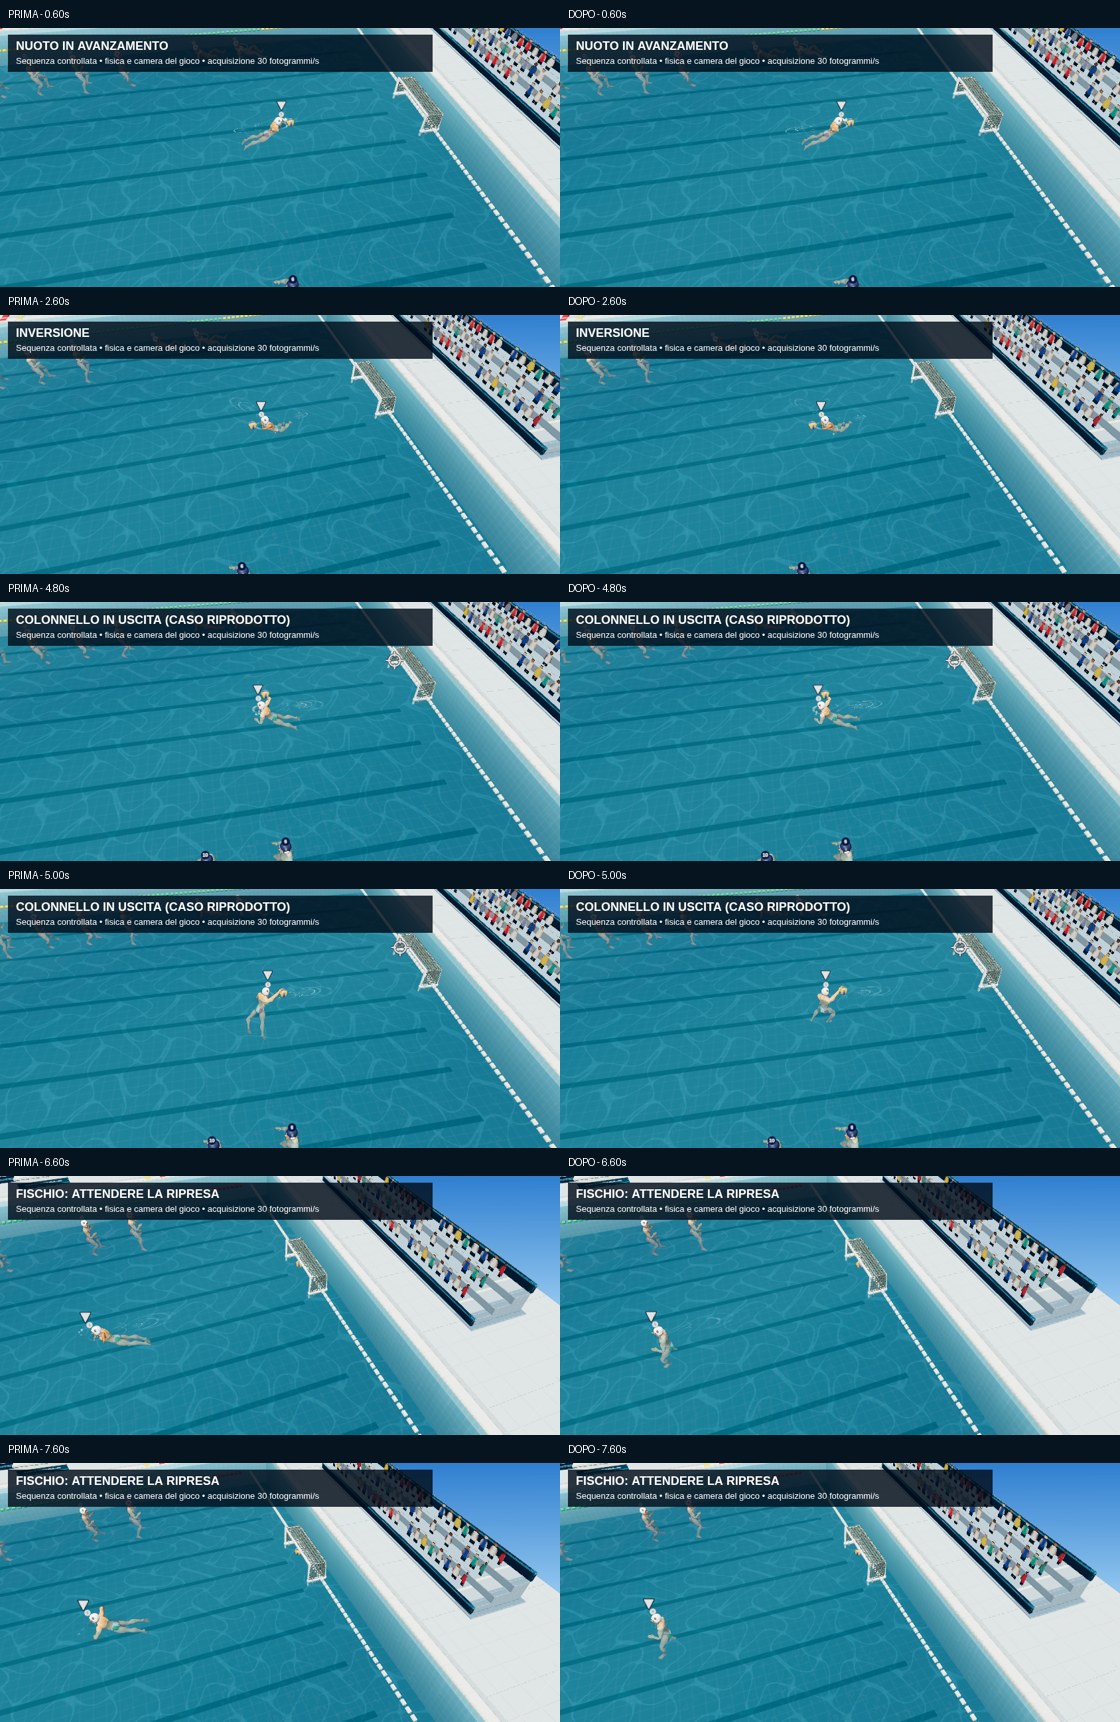 PRIMA - 0.60s
DOPO - 0.60s
NUOTO IN AVANZAMENTO
Sequenza controllata • fisica e camera del gioco • acquisizione 30 fotogrammi/s
NUOTO IN AVANZAMENTO
Sequenza controllata • fisica e camera del gioco • acquisizione 30 fotogrammi/s
PRIMA - 2.60s
DOPO - 2.60s
INVERSIONE
Sequenza controllata • fisica e camera del gioco • acquisizione 30 fotogrammi/s
INVERSIONE
Sequenza controllata • fisica e camera del gioco • acquisizione 30 fotogrammi/s
PRIMA - 4.80s
DOPO - 4.80s
COLONNELLO IN USCITA (CASO RIPRODOTTO)
Sequenza controllata • fisica e camera del gioco • acquisizione 30 fotogrammi/s
COLONNELLO IN USCITA (CASO RIPRODOTTO)
Sequenza controllata • fisica e camera del gioco • acquisizione 30 fotogrammi/s
PRIMA - 5.00s
DOPO - 5.00s
COLONNELLO IN USCITA (CASO RIPRODOTTO)
Sequenza controllata • fisica e camera del gioco • acquisizione 30 fotogrammi/s
COLONNELLO IN USCITA (CASO RIPRODOTTO)
Sequenza controllata • fisica e camera del gioco • acquisizione 30 fotogrammi/s
PRIMA - 6.60s
DOPO - 6.60s
FISCHIO: ATTENDERE LA RIPRESA
Sequenza controllata • fisica e camera del gioco • acquisizione 30 fotogrammi/s
FISCHIO: ATTENDERE LA RIPRESA
Sequenza controllata • fisica e camera del gioco • acquisizione 30 fotogrammi/s
PRIMA - 7.60s
DOPO - 7.60s
FISCHIO: ATTENDERE LA RIPRESA
Sequenza controllata • fisica e camera del gioco • acquisizione 30 fotogrammi/s
FISCHIO: ATTENDERE LA RIPRESA
Sequenza controllata • fisica e camera del gioco • acquisizione 30 fotogrammi/s